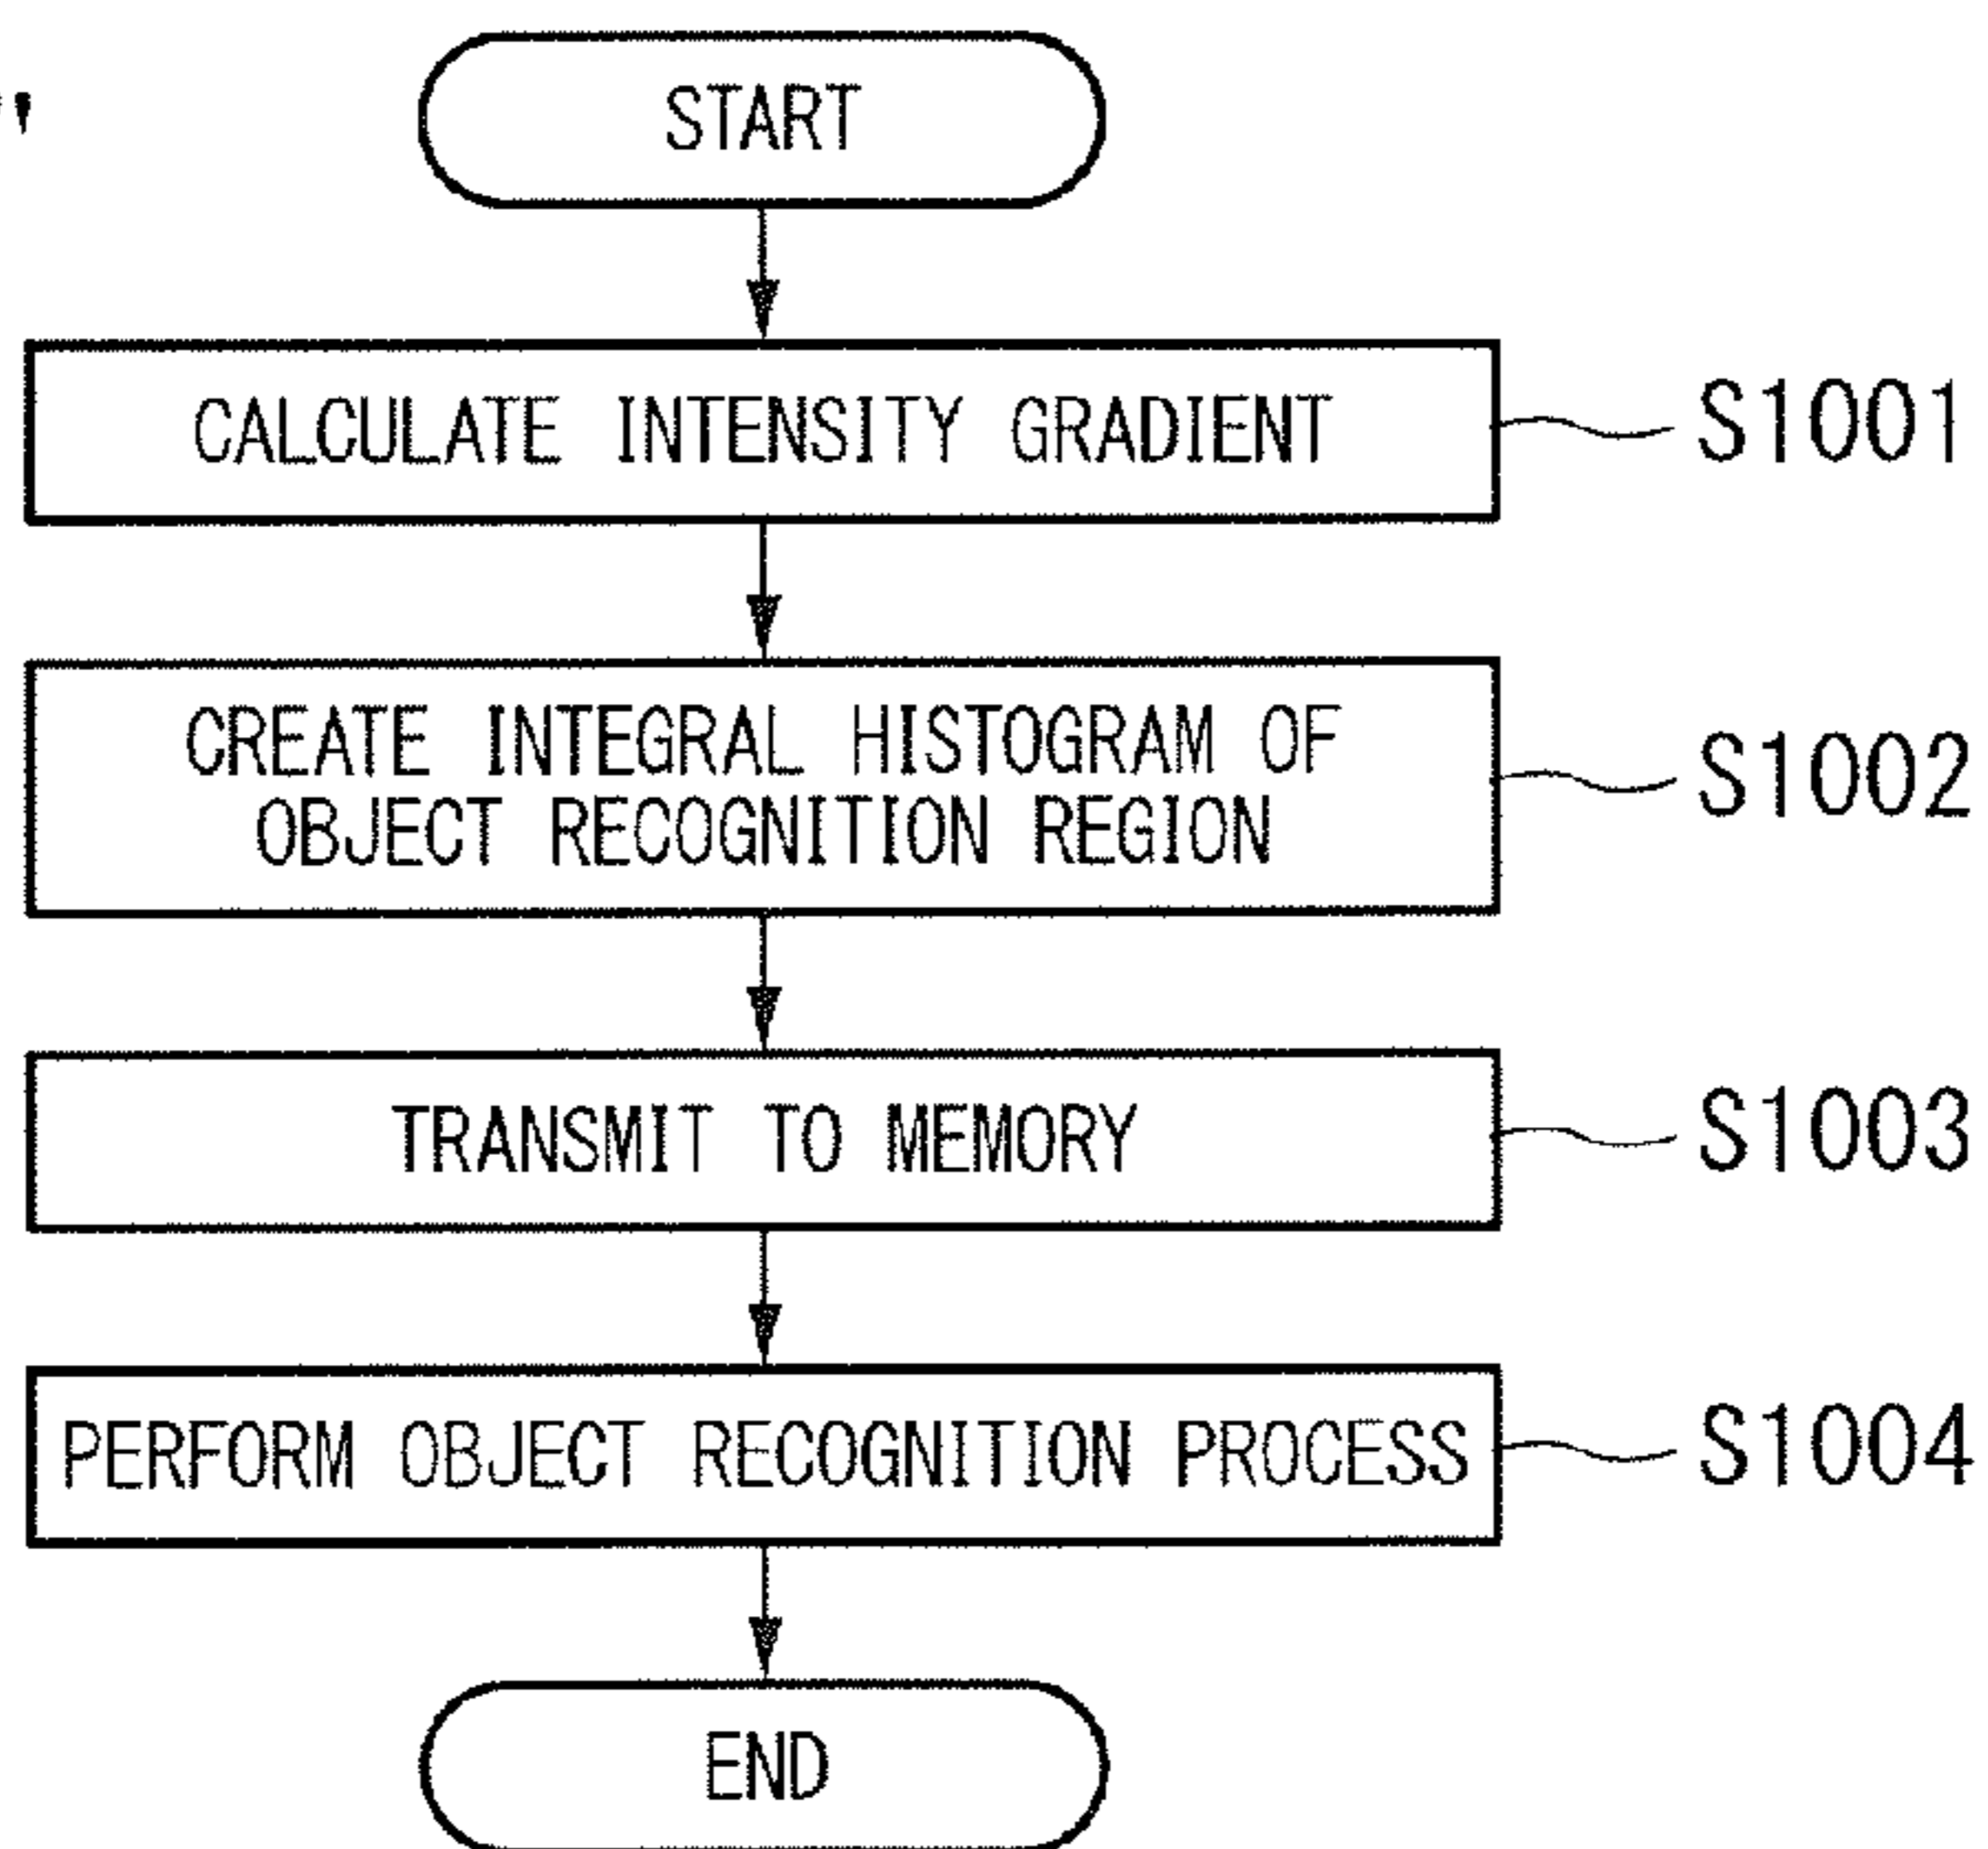 START
CALCULATE INTENSITY GRADIENT
S1001
CREATE INTEGRAL HISTOGRAM OF
OBJECT RECOGNITION REGION
S1002
TRANSMIT TO MEMORY
S1003
PERFORM OBJECT RECOGNITION PROCESS
S1004
END